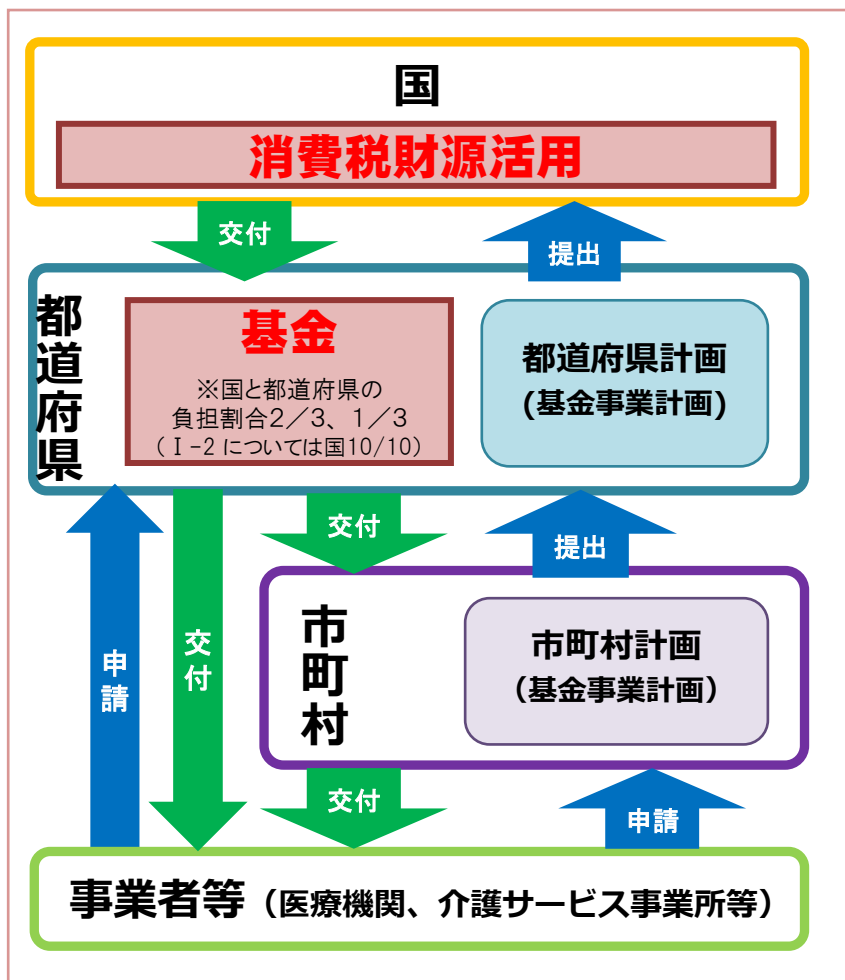 国
消費税財源活用
交付
提出
都道府県
基金
※国と都道府県の
負担割合2／3、1／3
（Ⅰ-2 については国10/10）
都道府県計画
(基金事業計画)
交付
提出
申請
交付
市町村
市町村計画
（基金事業計画）
交付
申請
事業者等（医療機関、介護サービス事業所等）